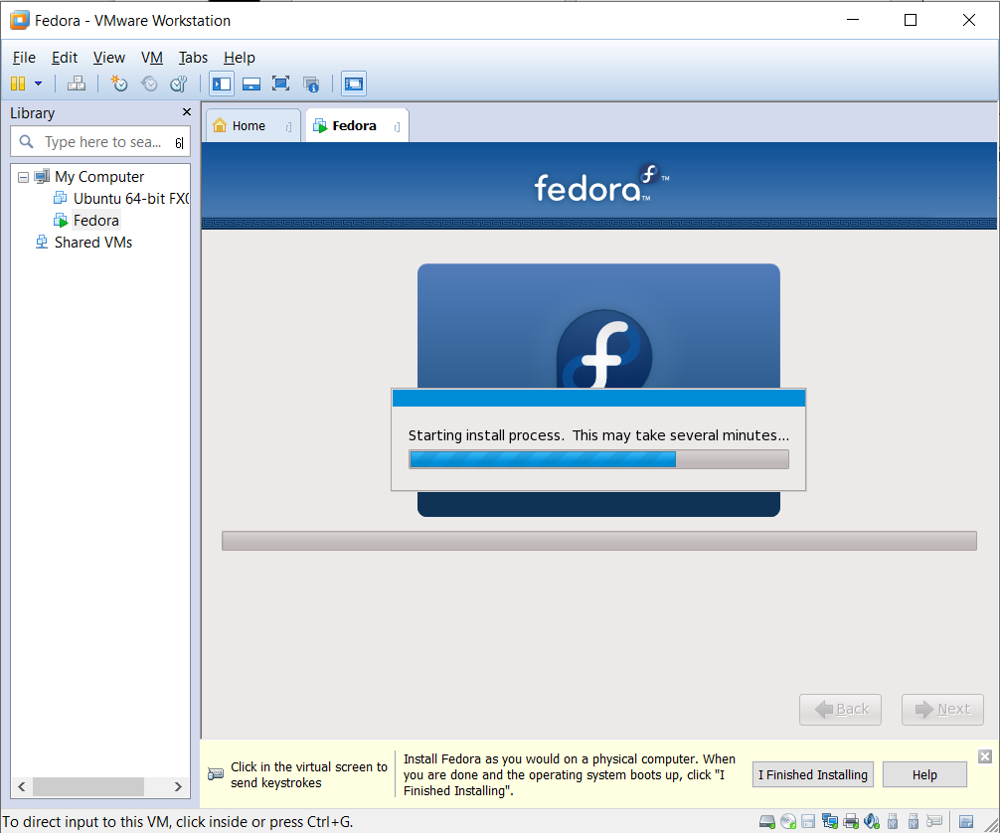 Fedora - VMware Workstation
File Edit View VM Tabs Help
Library
Type here to sea...
My Computer
Ubuntu 64-bit FX
Fedora
Shared VMs
Home
Fedora
fedora™
Starting install process. This may take several minutes...
Back
Next
Click in the virtual screen to
send keystrokes
Install Fedora as you would on a physical computer. When
you are done and the operating system boots up, click "I
Finished Installing".
I Finished Installing
Help
To direct input to this VM, click inside or press Ctrl+G.